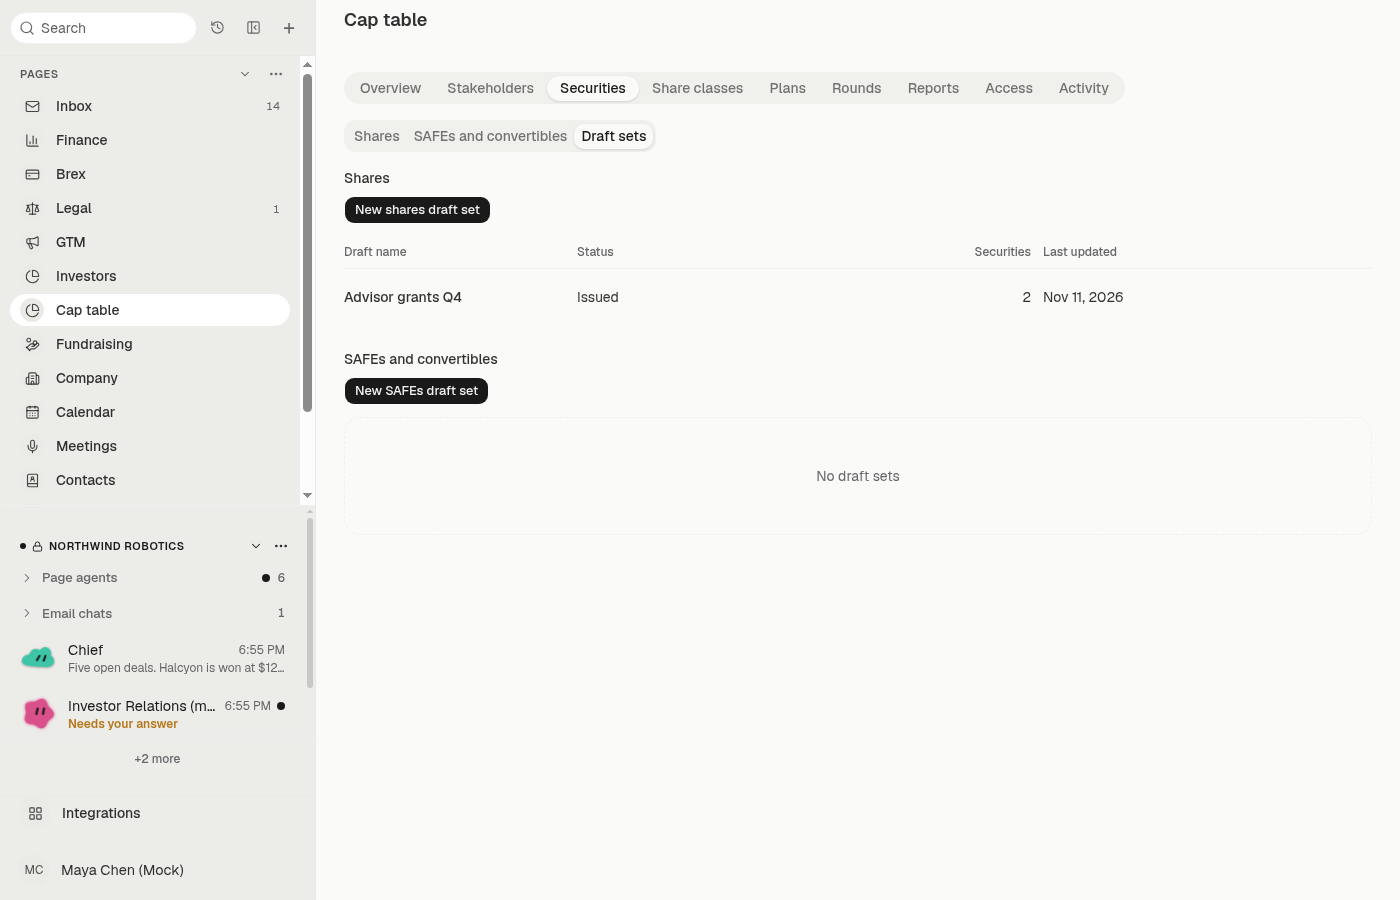 Search
PAGES
Inbox 14
Finance
Brex
Legal 1
GTM
Investors
Cap table
Fundraising
Company
Calendar
Meetings
Contacts
NORTHWIND ROBOTICS
Page agents 6
Email chats 1
Chief 6:55 PM
Five open deals. Halcyon is won at $12...
Investor Relations (m... 6:55 PM
Needs your answer
+2 more
Integrations
MC Maya Chen (Mock)
Cap table
Overview Stakeholders Securities Share classes Plans Rounds Reports Access Activity
Shares SAFEs and convertibles Draft sets
Shares
New shares draft set
Draft name Status Securities Last updated
Advisor grants Q4 Issued 2 Nov 11, 2026
SAFEs and convertibles
New SAFEs draft set
No draft sets